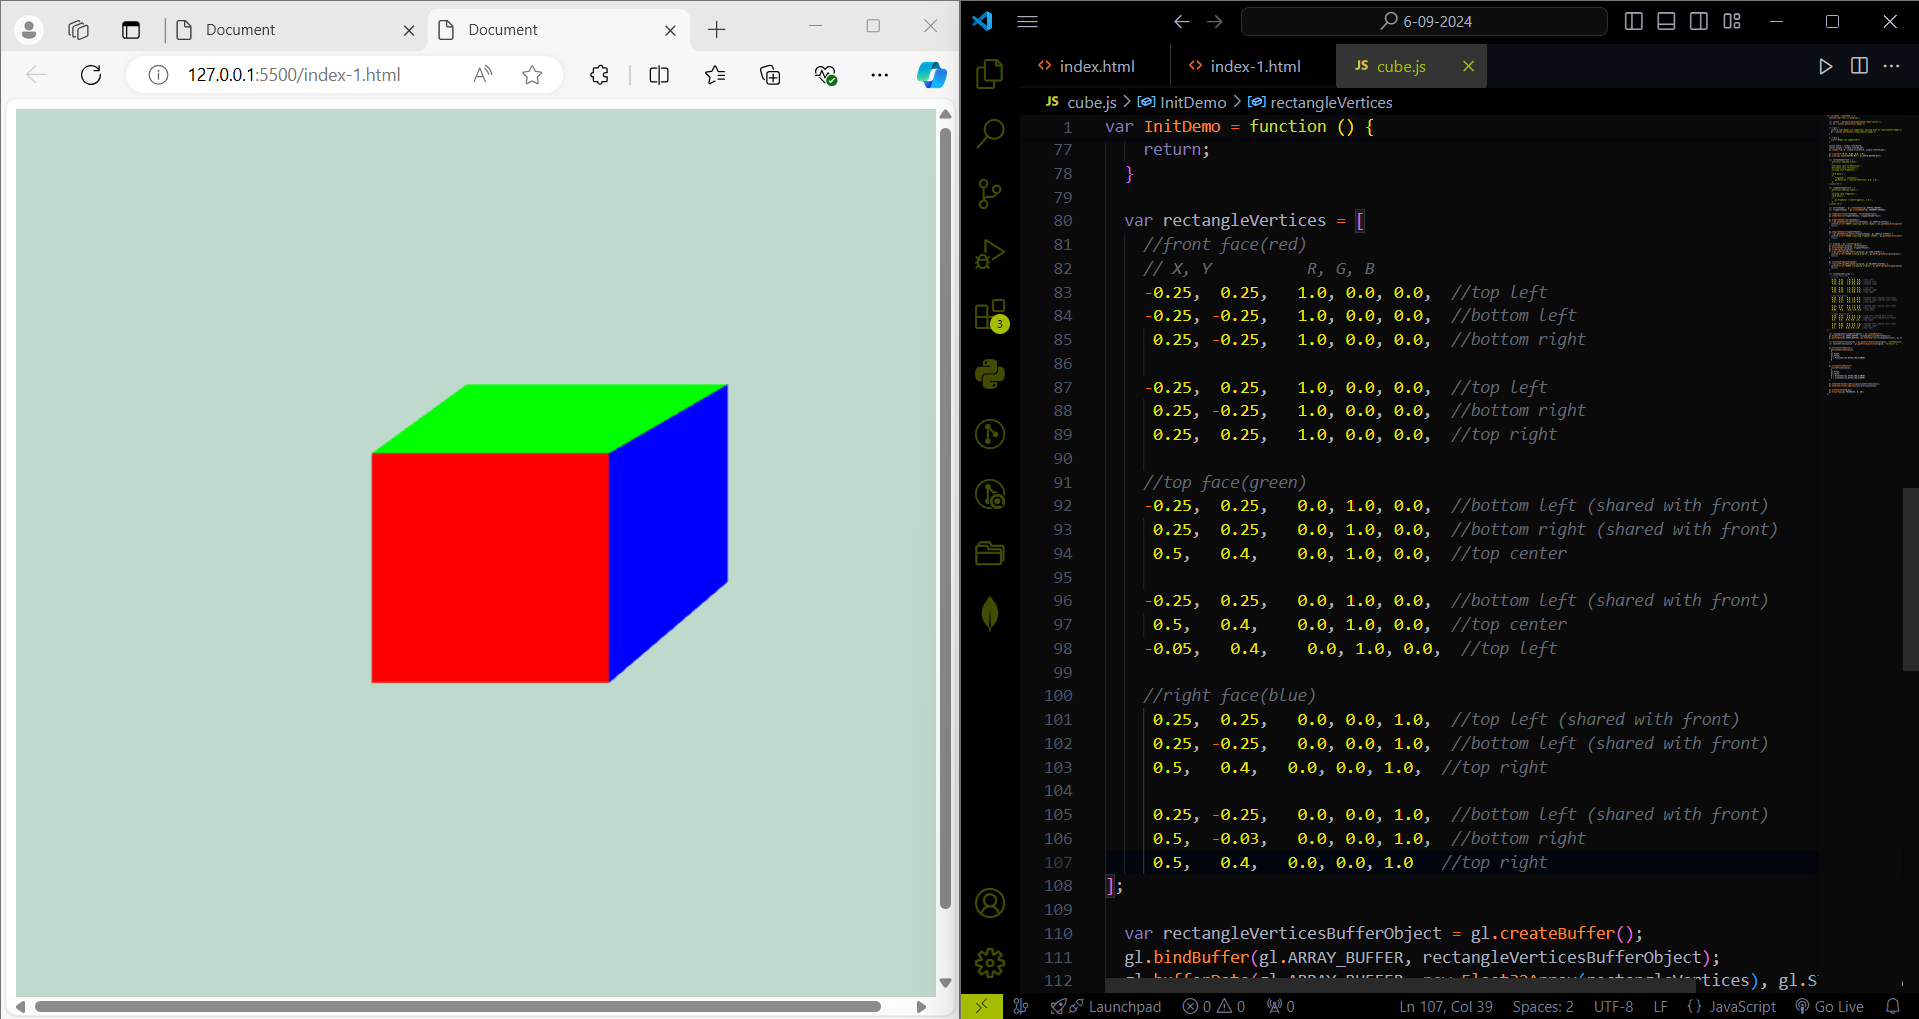 Document
Document
127.0.0.1:5500/index-1.html
6-09-2024
index.html
index-1.html
JS cube.js
JS cube.js > InitDemo > rectangleVertices
1 var InitDemo = function () {
77 return;
78 }
79
80 var rectangleVertices = [
81 //front face(red)
82 // X, Y R, G, B
83 -0.25, 0.25, 1.0, 0.0, 0.0, //top left
84 -0.25, -0.25, 1.0, 0.0, 0.0, //bottom left
85 0.25, -0.25, 1.0, 0.0, 0.0, //bottom right
86
87 -0.25, 0.25, 1.0, 0.0, 0.0, //top left
88 0.25, -0.25, 1.0, 0.0, 0.0, //bottom right
89 0.25, 0.25, 1.0, 0.0, 0.0, //top right
90
91 //top face(green)
92 -0.25, 0.25, 0.0, 1.0, 0.0, //bottom left (shared with front)
93 0.25, 0.25, 0.0, 1.0, 0.0, //bottom right (shared with front)
94 0.5, 0.4, 0.0, 1.0, 0.0, //top center
95
96 -0.25, 0.25, 0.0, 1.0, 0.0, //bottom left (shared with front)
97 0.5, 0.4, 0.0, 1.0, 0.0, //top center
98 -0.05, 0.4, 0.0, 1.0, 0.0, //top left
99
100 //right face(blue)
101 0.25, 0.25, 0.0, 0.0, 1.0, //top left (shared with front)
102 0.25, -0.25, 0.0, 0.0, 1.0, //bottom left (shared with front)
103 0.5, 0.4, 0.0, 0.0, 1.0, //top right
104
105 0.25, -0.25, 0.0, 0.0, 1.0, //bottom left (shared with front)
106 0.5, -0.03, 0.0, 0.0, 1.0, //bottom right
107 0.5, 0.4, 0.0, 0.0, 1.0 //top right
108 ];
109
110 var rectangleVerticesBufferObject = gl.createBuffer();
111 gl.bindBuffer(gl.ARRAY_BUFFER, rectangleVerticesBufferObject);
112 gl.bufferData(gl.ARRAY_BUFFER, new Float32Array(rectangleVertices), gl.S
3
Launchpad 0 0 0 Ln 107, Col 39 Spaces: 2 UTF-8 LF {} JavaScript Go Live